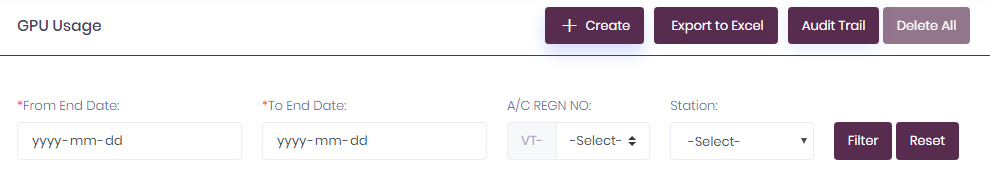 GPU Usage
+ Create
Export to Excel
Audit Trail
Delete All
*From End Date:
*To End Date:
A/C REGN NO:
Station:
yyyy-mm-dd
yyyy-mm-dd
VT-
-Select-
-Select-
Filter
Reset